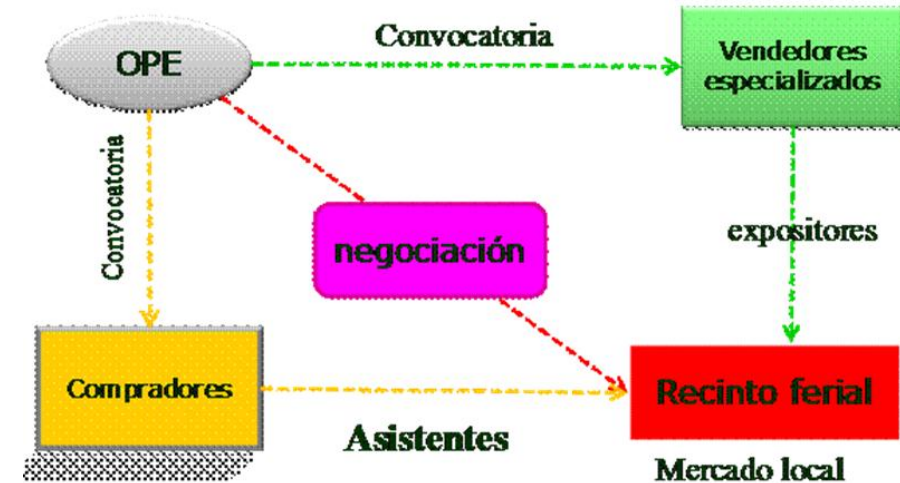 Convocatoria
OPE
Vendedores
especializados
Convocatoria
negociación
expositores
Compradores
Recinto ferial
Asistentes
Mercado local